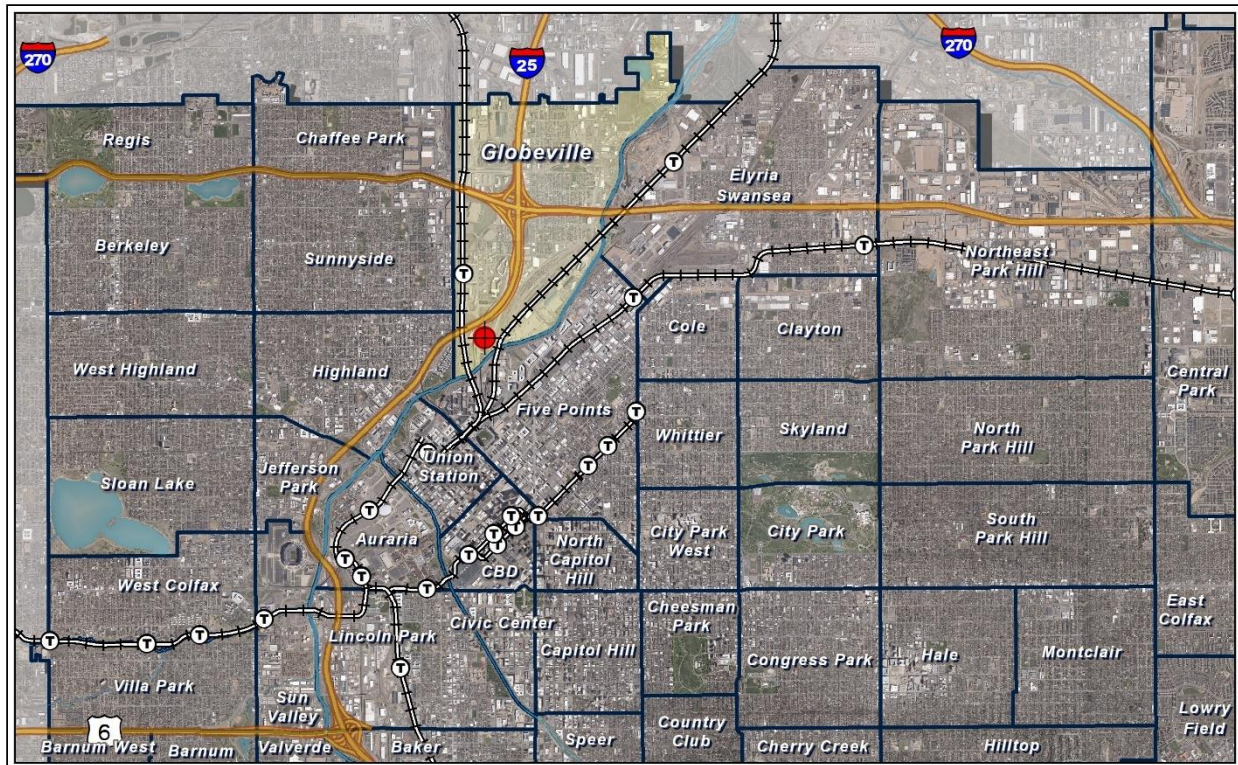 270
25
270
Regis
Chaffee Park
Globeville
Elyria
Swansea
Berkeley
Sunnyside
T
T
T
Northeast
Park Hill
T
Cole
Clayton
West Highland
Highland
Central
Park
Five Points
T
Whittier
Skyland
North
Park Hill
T
T
T
Union
Station
Jefferson
Park
Sloan Lake
T
Auraria
T
T
T
T
T
T
T
T
T
CBD
North
Capitol
Hill
City Park
West
City Park
South
Park Hill
West Colfax
T
Cheesman
Park
East
Colfax
Civic Center
Lincoln Park
T
T
T
T
T
Capitol Hill
Congress Park
Hale
Montclair
Villa Park
Sun
Valley
Lowry
Field
6
Country
Club
Barnum West
Barnum
Valverde
Baker
Speer
Cherry Creek
Hilltop